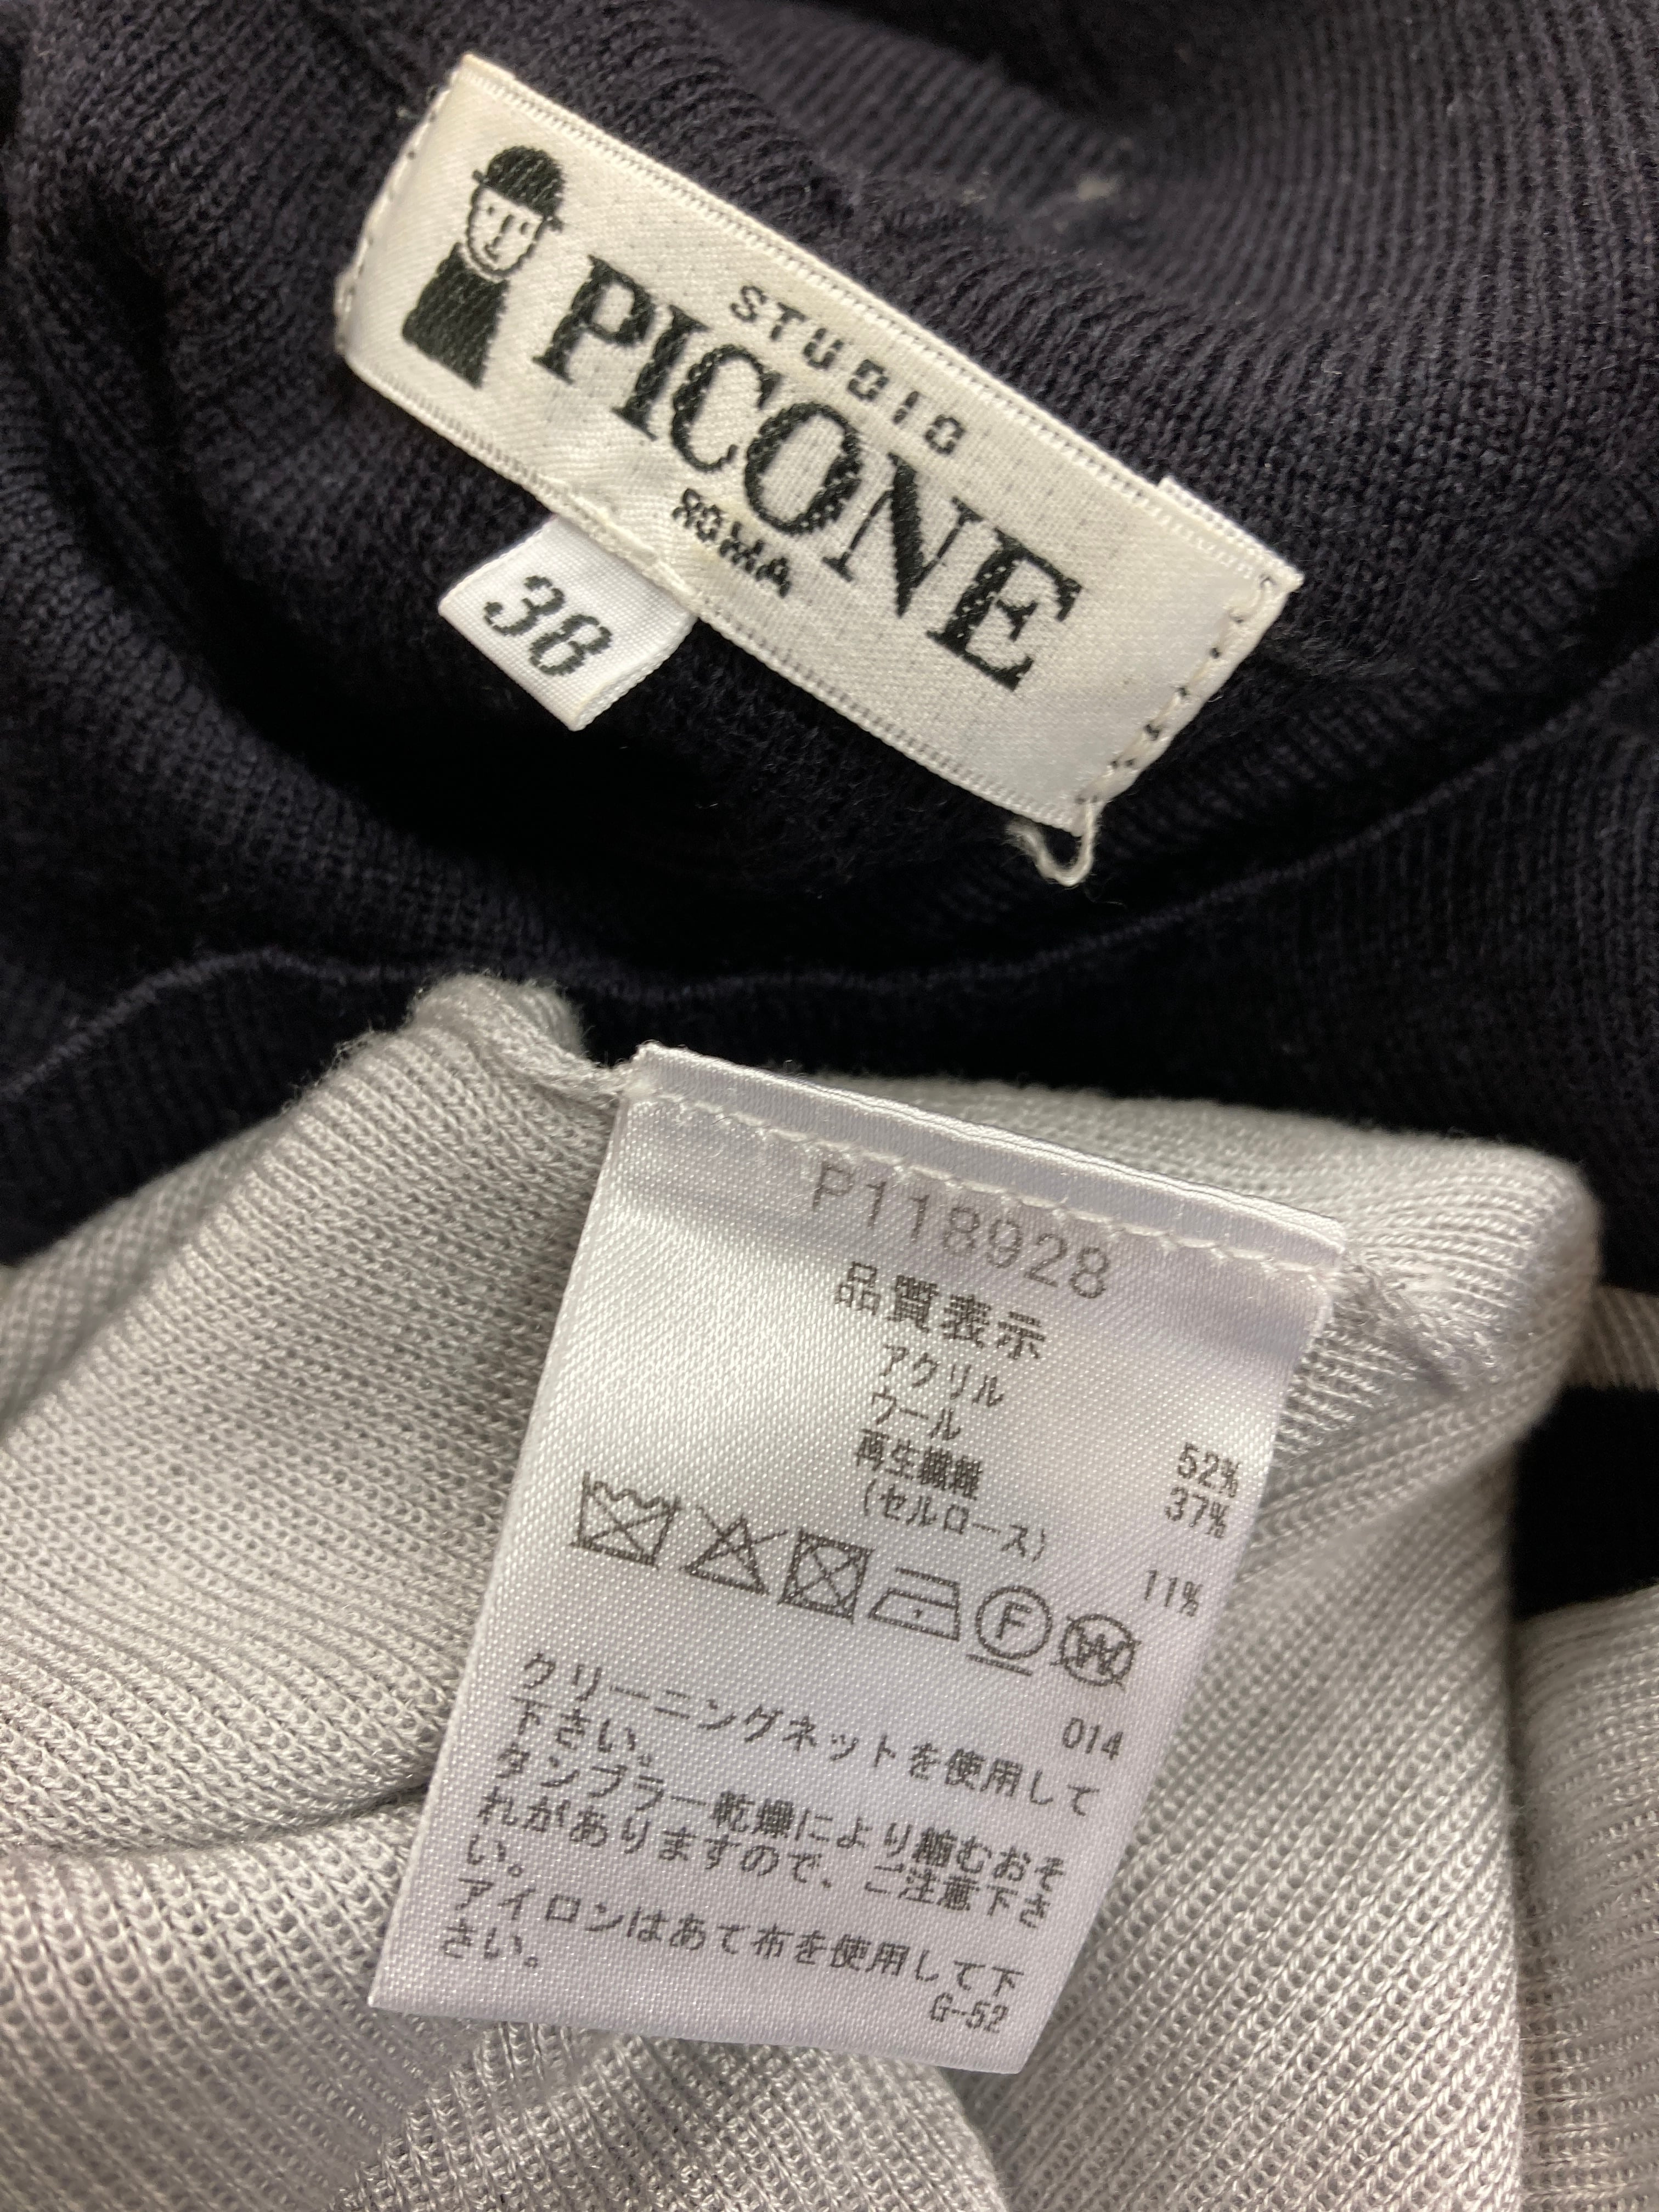 STUDIO
PICONE
ROMA
38
P118928
品質表示
アクリル 52%
ウール 37%
再生繊維
(セルロース) 11%
F W
014
クリーニングネットを使用して
下さい。
タンブラー乾燥により縮むおそ
れがありますので、ご注意下さ
い。
アイロンはあて布を使用して下
さい。
G-52